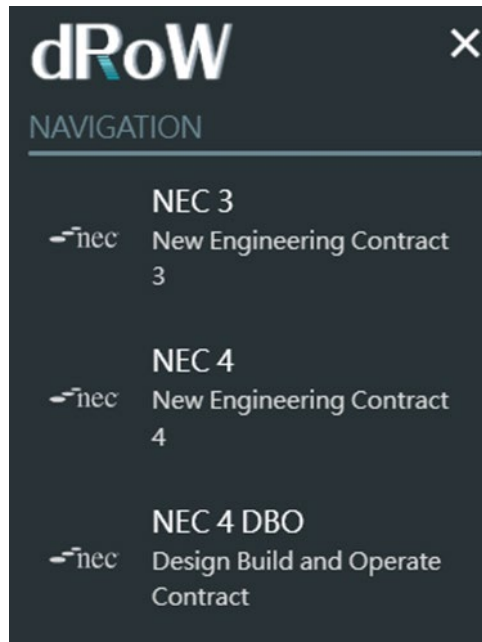 dRoW
×
NAVIGATION
nec
NEC 3
New Engineering Contract
3
nec
NEC 4
New Engineering Contract
4
nec
NEC 4 DBO
Design Build and Operate
Contract